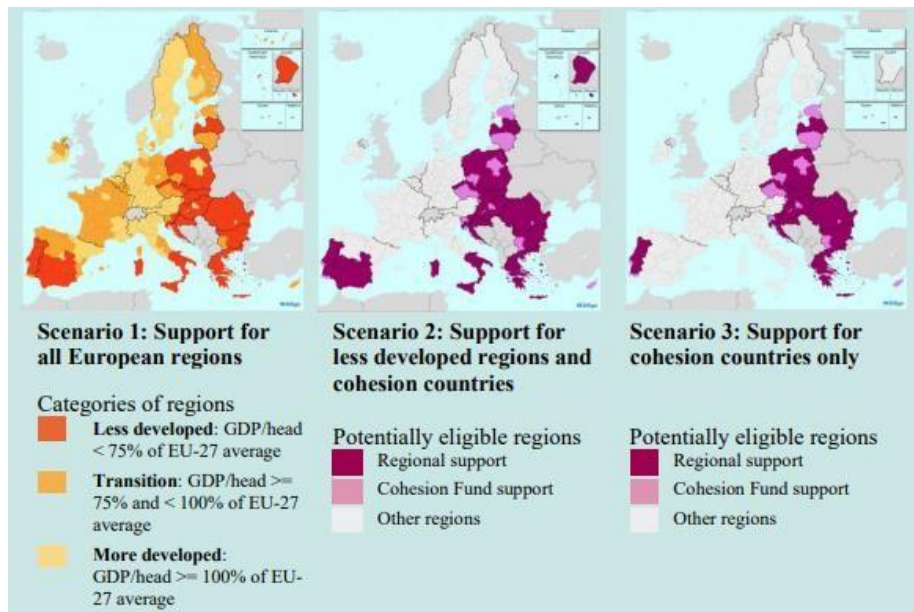 Scenario 1: Support for
all European regions
Categories of regions
Less developed: GDP/head
< 75% of EU-27 average
Transition: GDP/head >=
75% and < 100% of EU-27
average
More developed:
GDP/head >= 100% of EU-
27 average
Scenario 2: Support for
less developed regions and
cohesion countries
Potentially eligible regions
Regional support
Cohesion Fund support
Other regions
Scenario 3: Support for
cohesion countries only
Potentially eligible regions
Regional support
Cohesion Fund support
Other regions